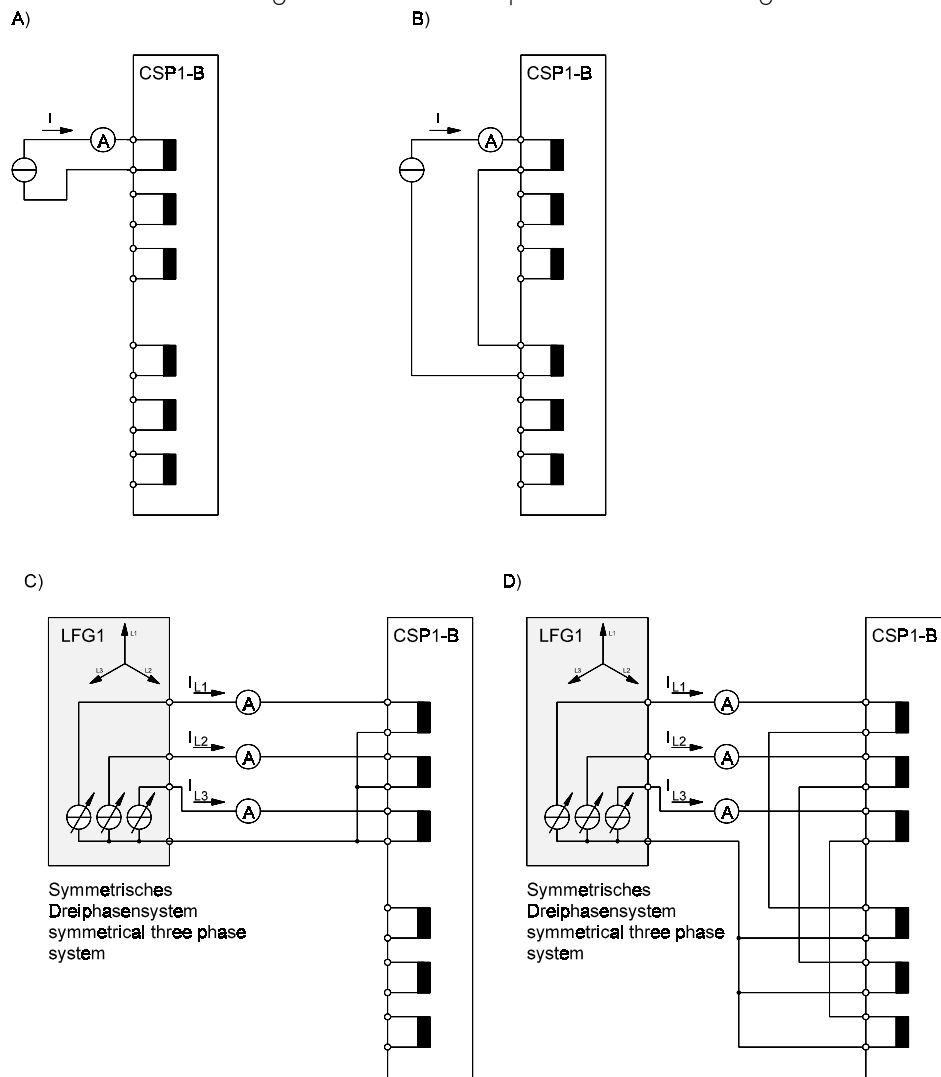 A)
B)
CSP1-B
CSP1-B
I
A
I
A
C)
D)
LFG1
L1
L3
L2
CSP1-B
LFG1
L1
L3
L2
CSP1-B
IL1
A
IL1
A
IL2
A
IL2
A
IL3
A
IL3
A
Symmetrisches
Dreiphasensystem
symmetrical three phase
system
Symmetrisches
Dreiphasensystem
symmetrical three phase
system